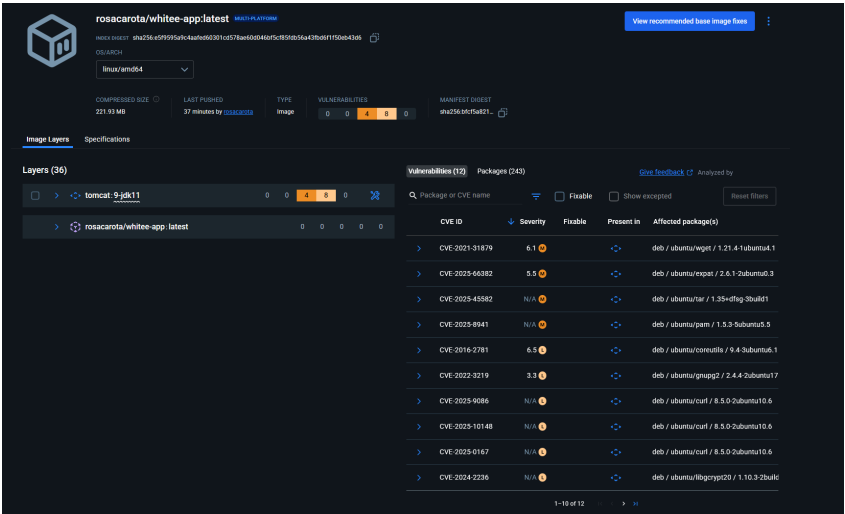 rosacarota/whitee-app:latest MULTI-PLATFORM
View recommended base image fixes
INDEX DIGEST sha256:e5f9595a9c4aafed60301cd578ae60d046bf5cf85fdb56a43fbd6f1f50eb43d6
OS/ARCH
linux/amd64
COMPRESSED SIZE LAST PUSHED TYPE VULNERABILITIES MANIFEST DIGEST
221.93 MB 37 minutes by rosacarota Image 0 0 4 8 0 sha256:bfcf5a821...
Image Layers Specifications
Layers (36)
tomcat: 9-jdk11 0 0 4 8 0
rosacarota/whitee-app: latest 0 0 0 0 0
Vulnerabilities (12) Packages (243) Give feedback Analyzed by
Package or CVE name Fixable Show excepted Reset filters
CVE ID Severity Fixable Present in Affected package(s)
CVE-2021-31879 6.1 M deb / ubuntu/wget / 1.21.4-1ubuntu4.1
CVE-2025-66382 5.5 M deb / ubuntu/expat / 2.6.1-2ubuntu0.3
CVE-2025-45582 N/A M deb / ubuntu/tar / 1.35+dfsg-3build1
CVE-2025-8941 N/A M deb / ubuntu/pam / 1.5.3-5ubuntu5.5
CVE-2016-2781 6.5 L deb / ubuntu/coreutils / 9.4-3ubuntu6.1
CVE-2022-3219 3.3 L deb / ubuntu/gnupg2 / 2.4.4-2ubuntu17
CVE-2025-9086 N/A L deb / ubuntu/curl / 8.5.0-2ubuntu10.6
CVE-2025-10148 N/A L deb / ubuntu/curl / 8.5.0-2ubuntu10.6
CVE-2025-0167 N/A L deb / ubuntu/curl / 8.5.0-2ubuntu10.6
CVE-2024-2236 N/A L deb / ubuntu/libgcrypt20 / 1.10.3-2build
1–10 of 12